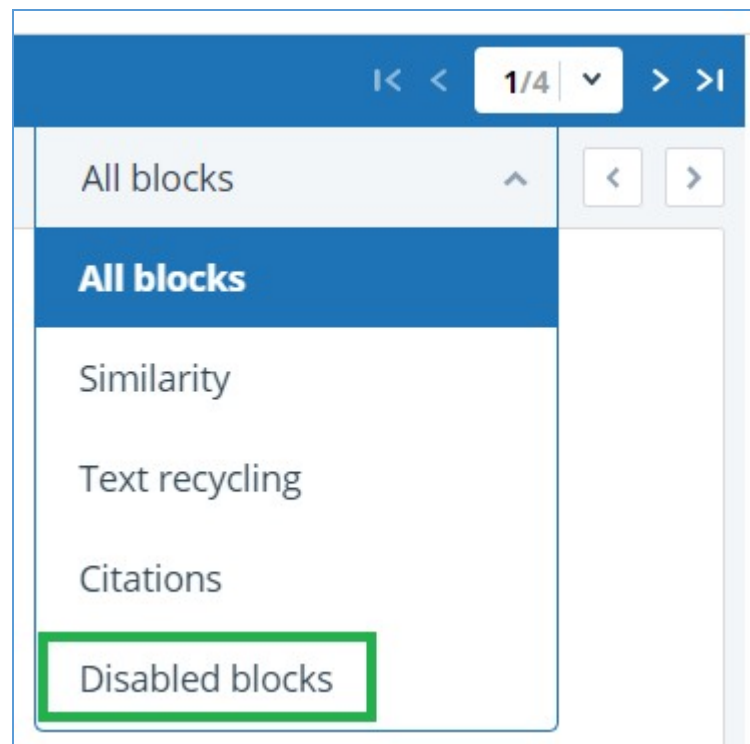 1/4
All blocks
All blocks
Similarity
Text recycling
Citations
Disabled blocks